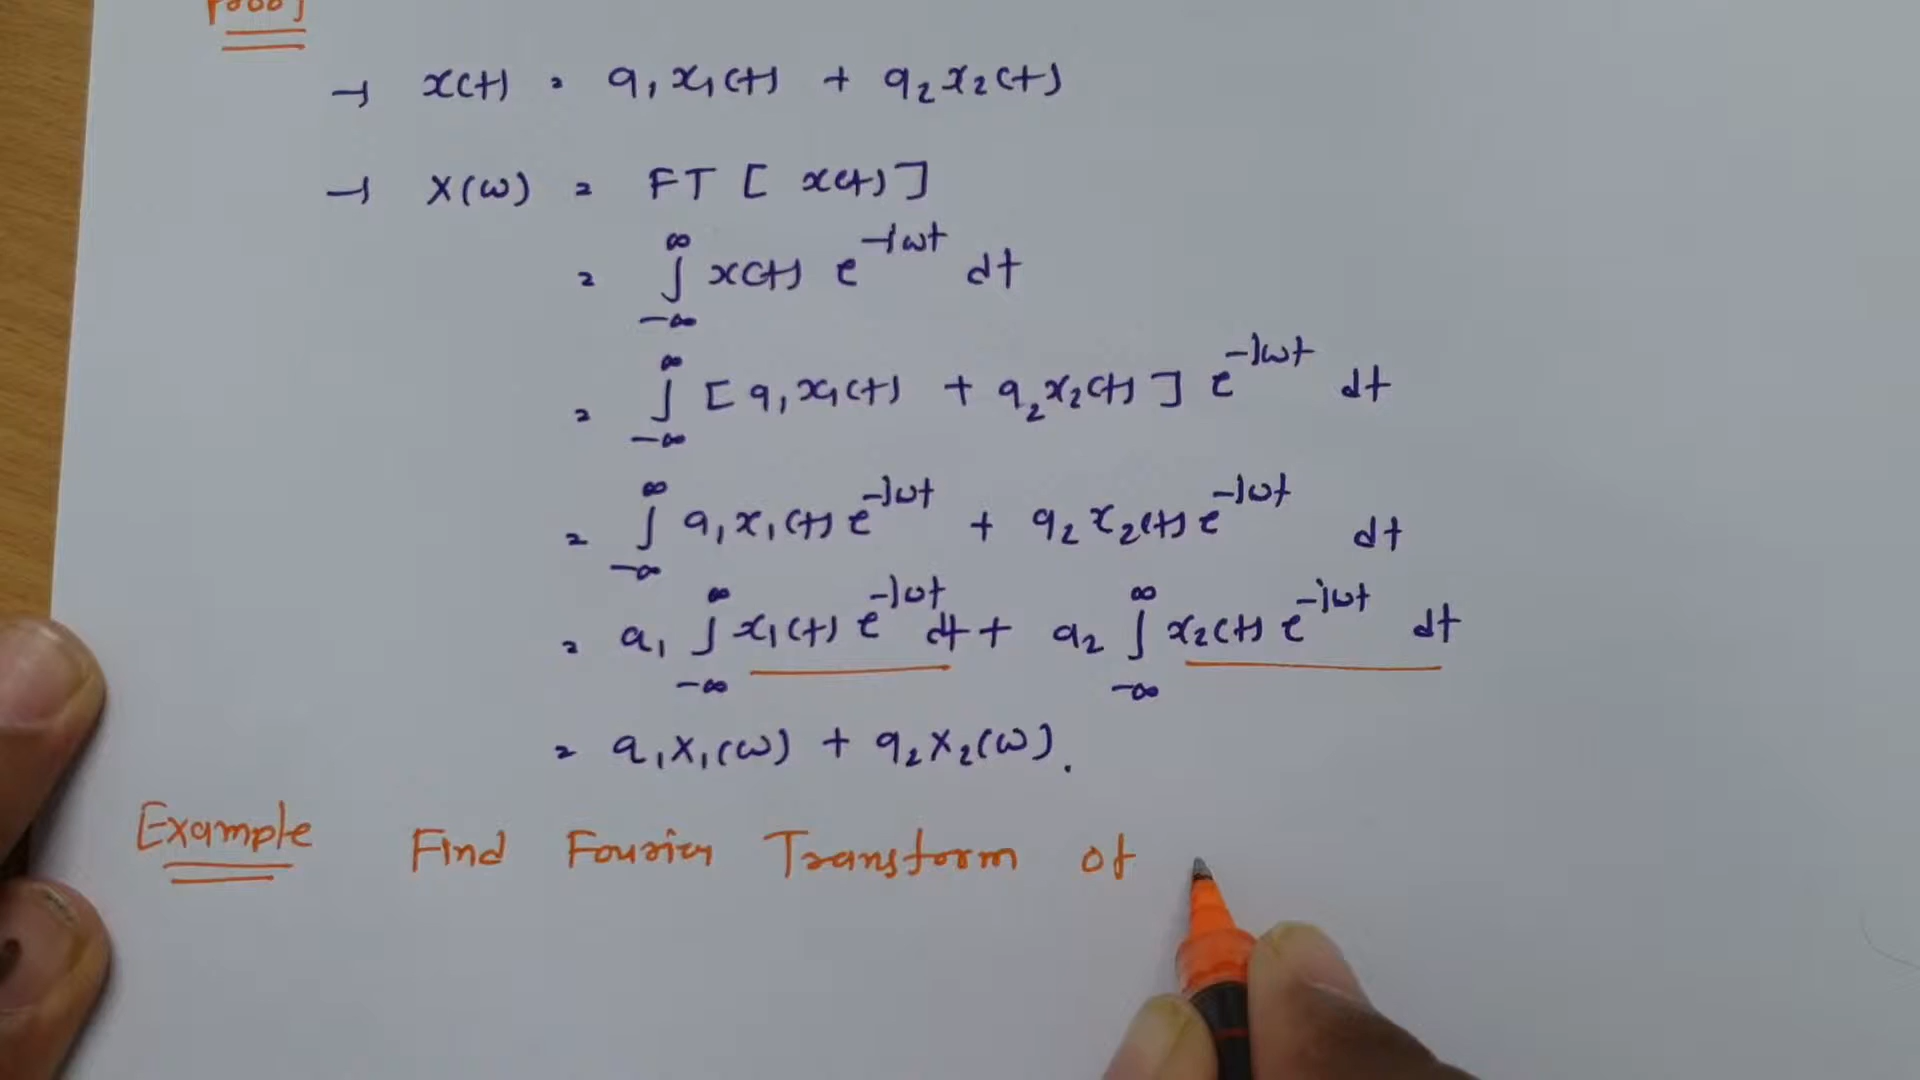 Proof
→ x(t) = a₁x₁(t) + a₂x₂(t)
→ X(ω) = FT [ x(t) ]
= ∫_{-∞}^{∞} x(t) e^{-jωt} dt
= ∫_{-∞}^{∞} [ a₁x₁(t) + a₂x₂(t) ] e^{-jωt} dt
= ∫_{-∞}^{∞} a₁x₁(t) e^{-jωt} + a₂x₂(t) e^{-jωt} dt
= a₁ ∫_{-∞}^{∞} x₁(t) e^{-jωt} dt + a₂ ∫_{-∞}^{∞} x₂(t) e^{-jωt} dt
= a₁X₁(ω) + a₂X₂(ω).
Example Find Fourier Transform of